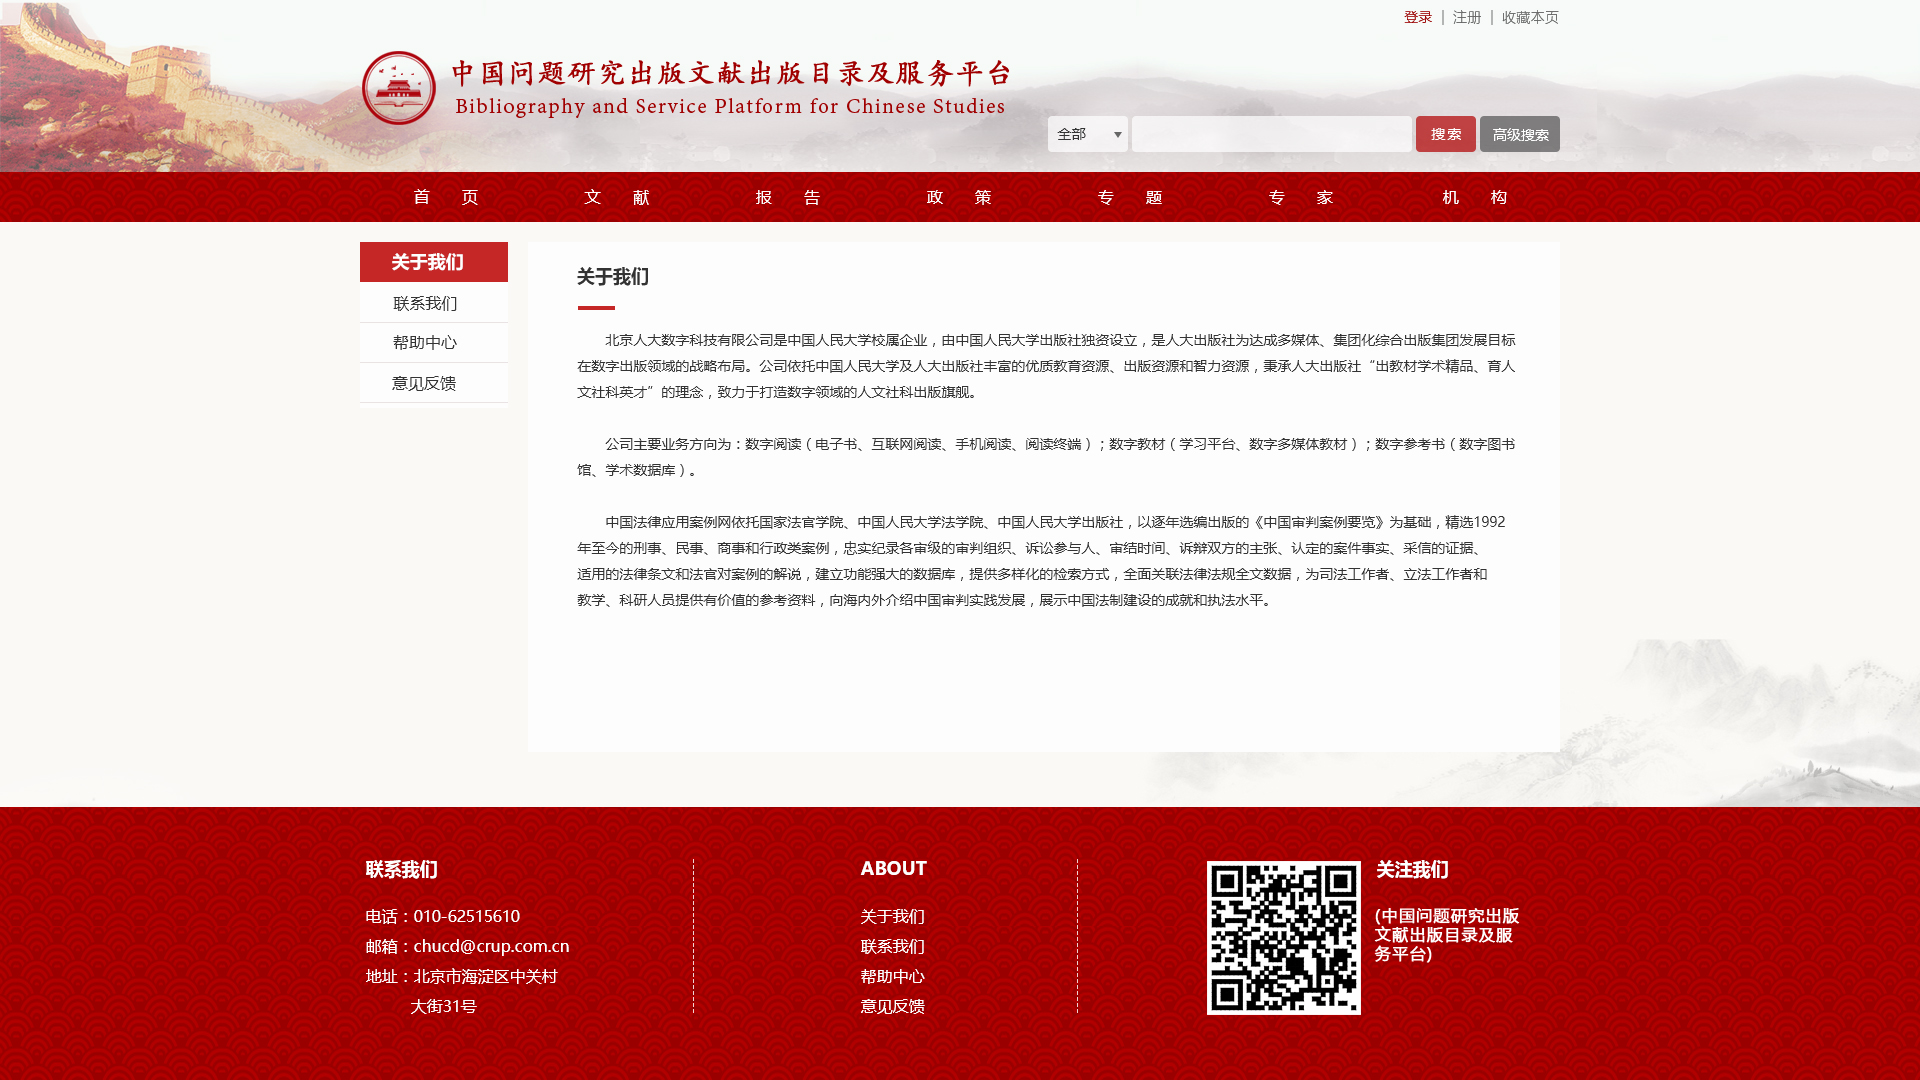 登录 | 注册 | 收藏本页
中国问题研究出版文献出版目录及服务平台
Bibliography and Service Platform for Chinese Studies
全部 搜索 高级搜索
首 页 文 献 报 告 政 策 专 题 专 家 机 构
关于我们
联系我们
帮助中心
意见反馈
关于我们
北京人大数字科技有限公司是中国人民大学校属企业，由中国人民大学出版社独资设立，是人大出版社为达成多媒体、集团化综合出版集团发展目标
在数字出版领域的战略布局。公司依托中国人民大学及人大出版社丰富的优质教育资源、出版资源和智力资源，秉承人大出版社“出教材学术精品、育人
文社科英才”的理念，致力于打造数字领域的人文社科出版旗舰。
公司主要业务方向为：数字阅读（电子书、互联网阅读、手机阅读、阅读终端）；数字教材（学习平台、数字多媒体教材）；数字参考书（数字图书
馆、学术数据库）。
中国法律应用案例网依托国家法官学院、中国人民大学法学院、中国人民大学出版社，以逐年选编出版的《中国审判案例要览》为基础，精选1992
年至今的刑事、民事、商事和行政类案例，忠实纪录各审级的审判组织、诉讼参与人、审结时间、诉辩双方的主张、认定的案件事实、采信的证据、
适用的法律条文和法官对案例的解说，建立功能强大的数据库，提供多样化的检索方式，全面关联法律法规全文数据，为司法工作者、立法工作者和
教学、科研人员提供有价值的参考资料，向海内外介绍中国审判实践发展，展示中国法制建设的成就和执法水平。
联系我们
电话：010-62515610
邮箱：chucd@crup.com.cn
地址：北京市海淀区中关村
大街31号
ABOUT
关于我们
联系我们
帮助中心
意见反馈
关注我们
(中国问题研究出版
文献出版目录及服
务平台)